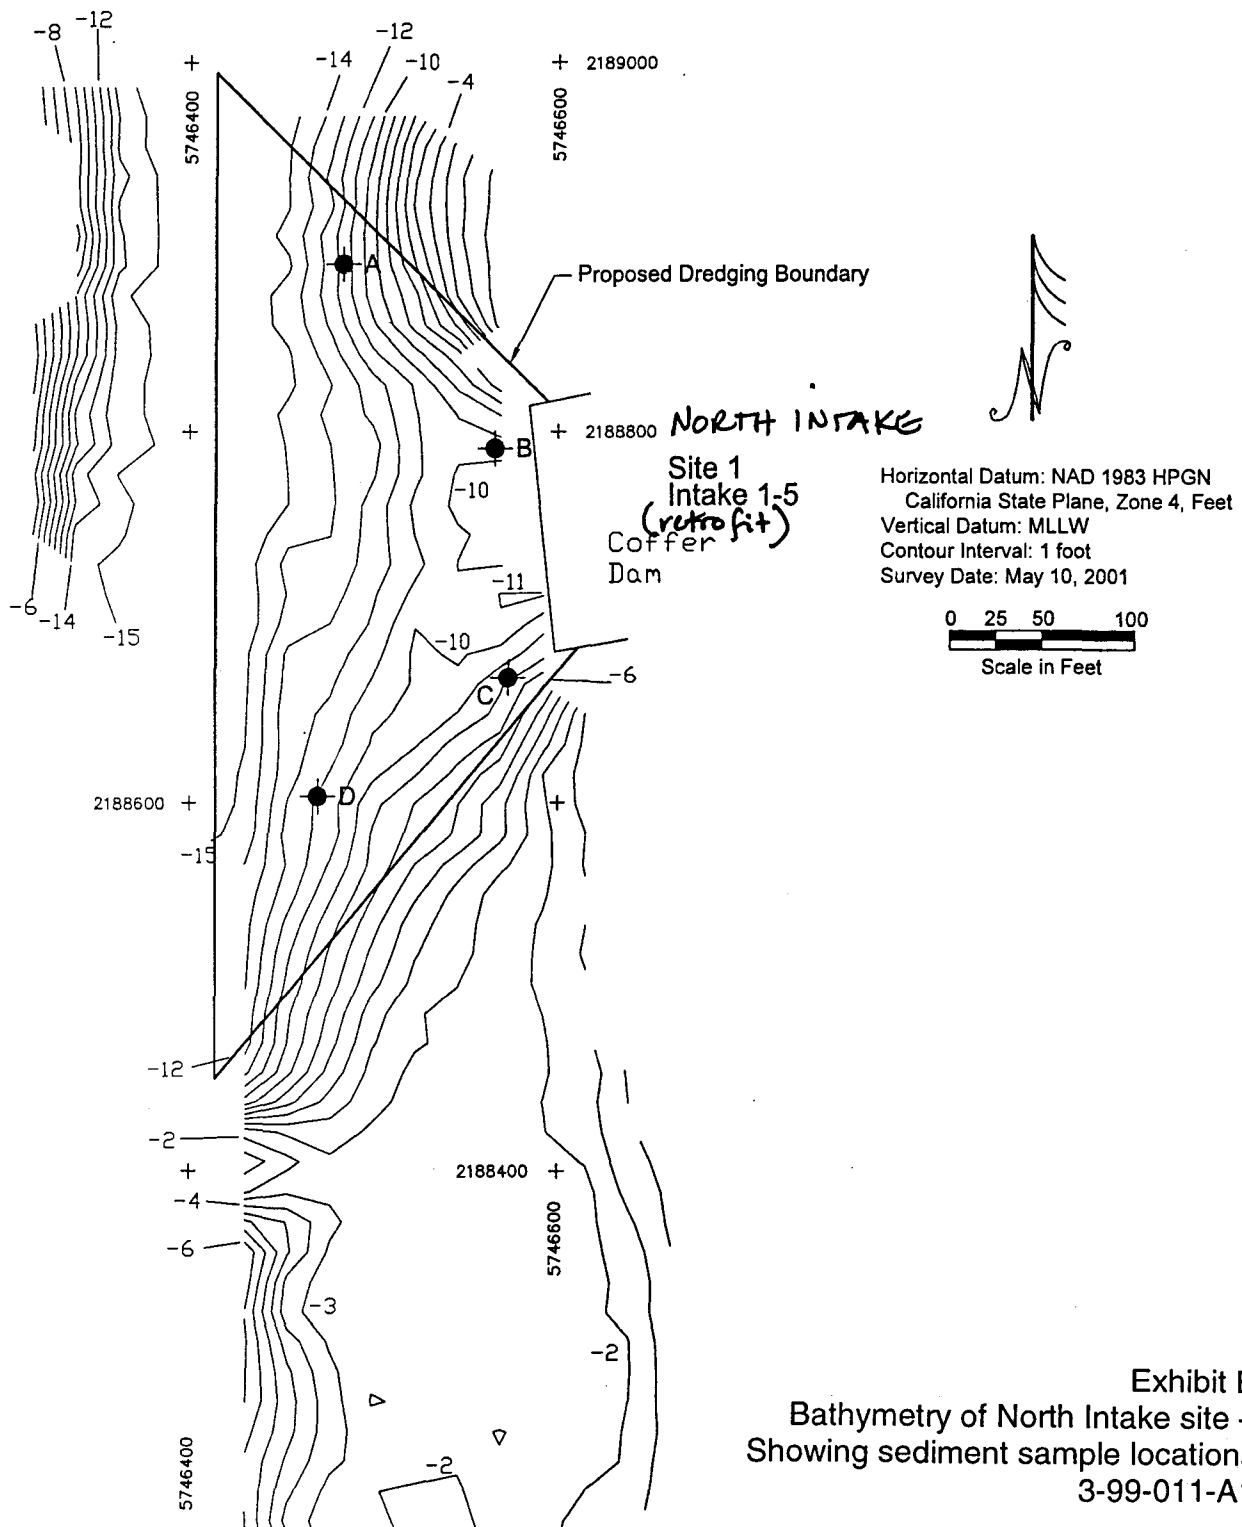 -8
-12
-14
-12
-10
-4
2189000
5746400
5746600
A
Proposed Dredging Boundary
2188800
NORTH INTAKE
B
Site 1
Intake 1-5
(retrofit)
Coffer
Dam
-10
-11
-10
-6
C
D
Horizontal Datum: NAD 1983 HPGN
California State Plane, Zone 4, Feet
Vertical Datum: MLLW
Contour Interval: 1 foot
Survey Date: May 10, 2001
0 25 50 100
Scale in Feet
N
-6
-14
-15
2188600
-15
-12
-2
2188400
-4
-6
5746600
-3
-2
-2
5746400
Exhibit E
Bathymetry of North Intake site -
Showing sediment sample location
3-99-011-A